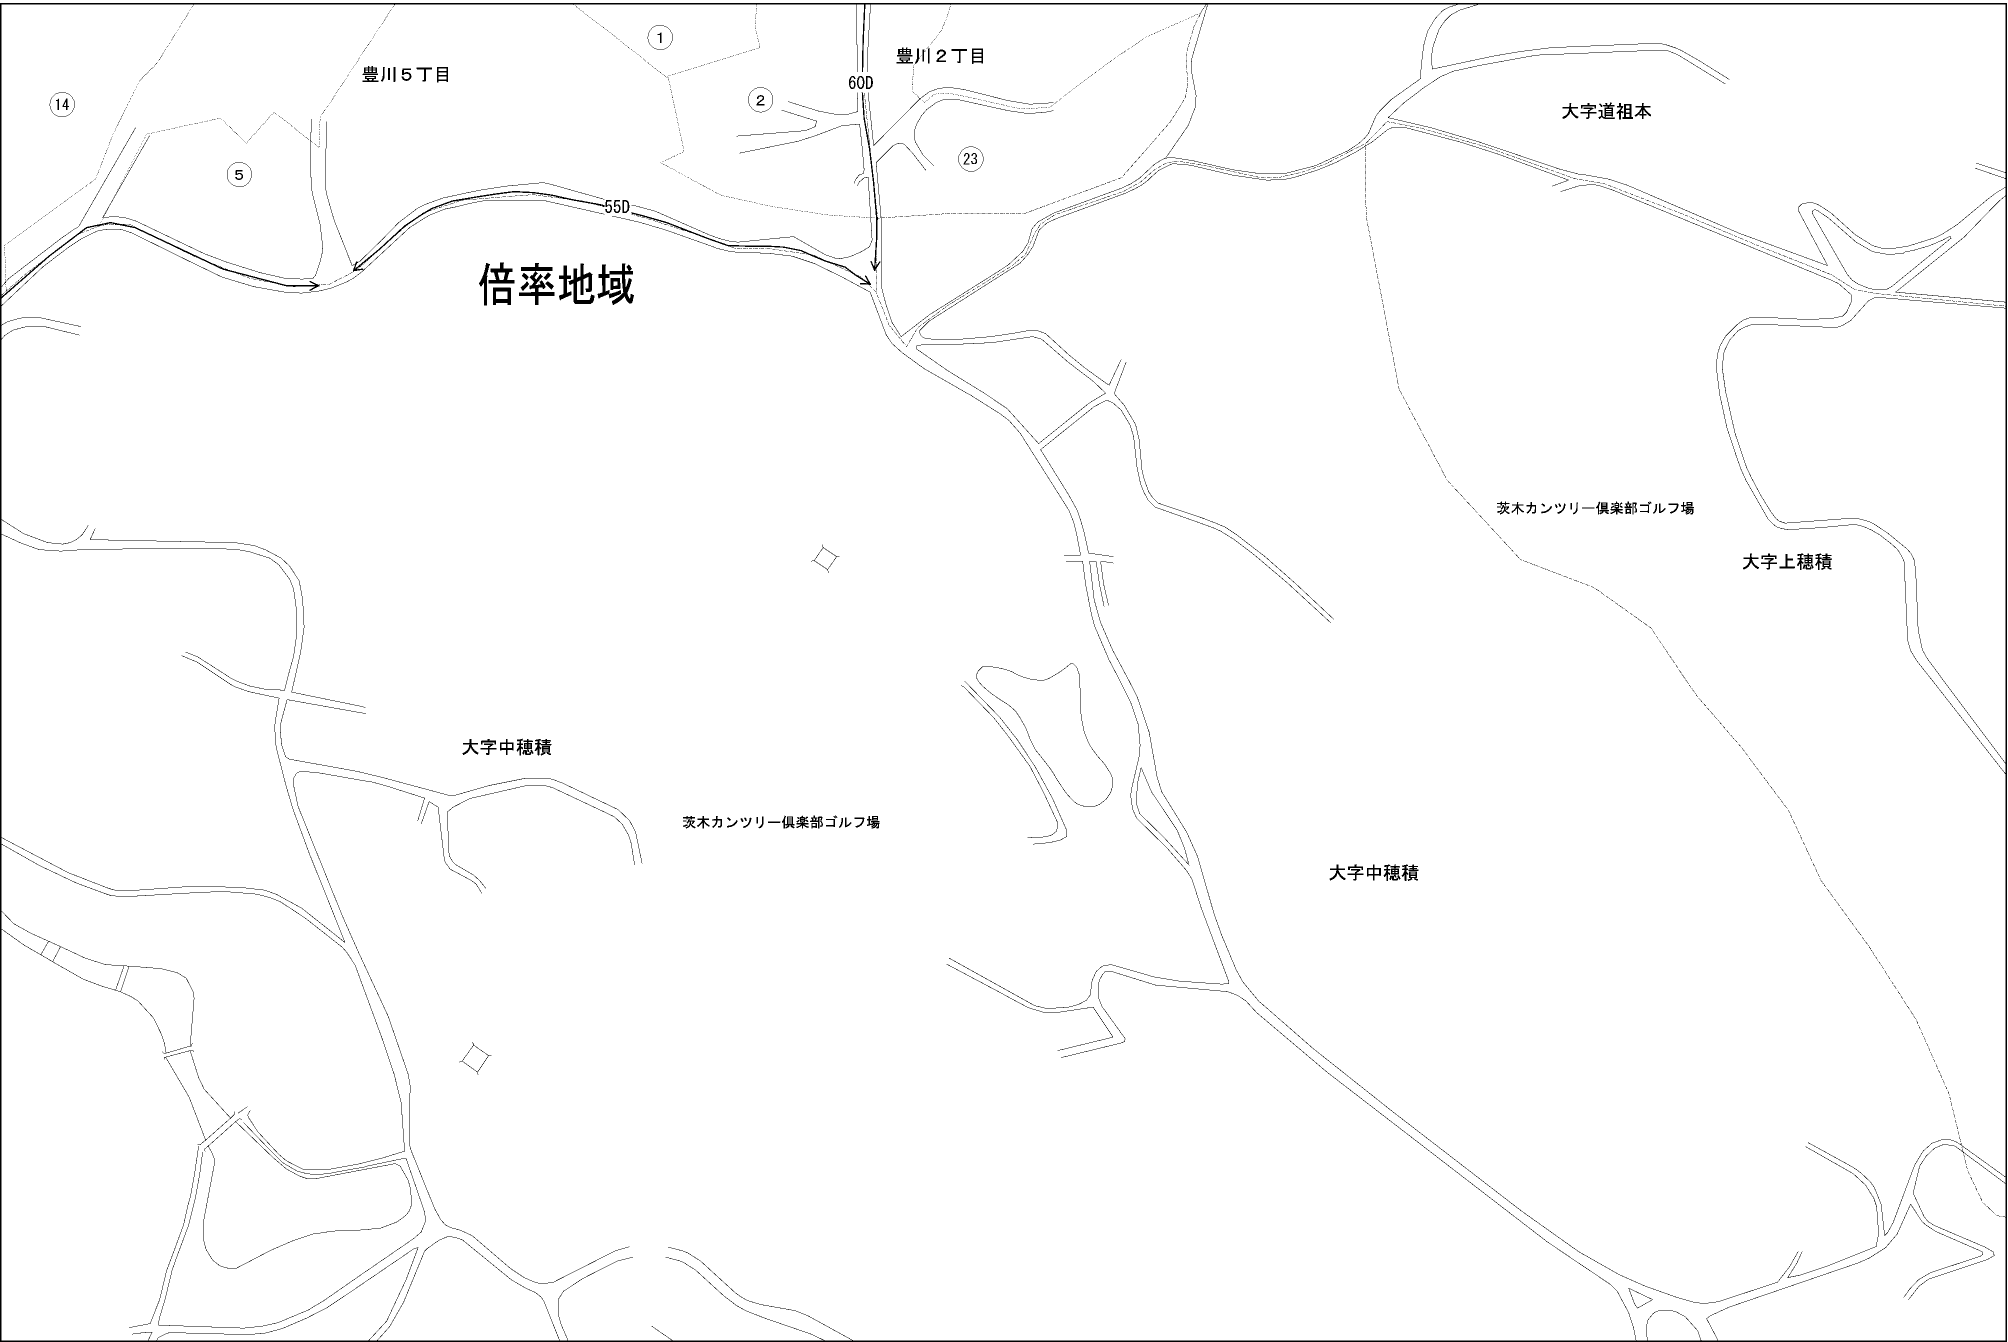 1
豊川２丁目
豊川５丁目
60D
2
14
大字道祖本
23
5
55D
倍率地域
茨木カンツリー倶楽部ゴルフ場
大字上穂積
大字中穂積
茨木カンツリー倶楽部ゴルフ場
大字中穂積